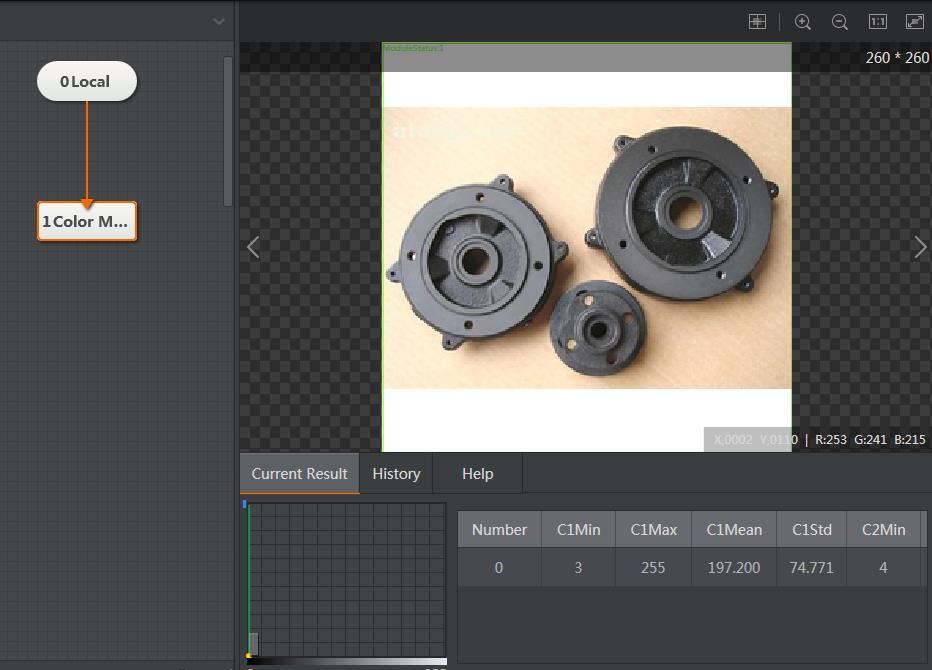 0 Local
1 Color M...
ModuleStatus:1
260 * 260
X,0002 Y,0110 | R:253 G:241 B:215
Current Result History Help
Number C1Min C1Max C1Mean C1Std C2Min
0 3 255 197.200 74.771 4